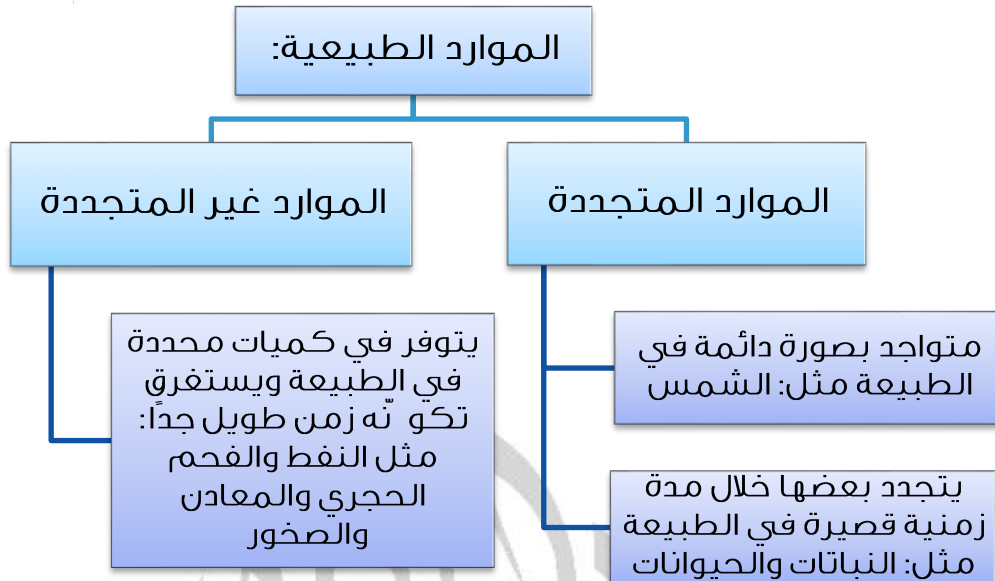 الموارد الطبيعية:
الموارد المتجددة
الموارد غير المتجددة
متواجد بصورة دائمة في
الطبيعة مثل: الشمس
يتجدد بعضها خلال مدة
زمنية قصيرة في الطبيعة
مثل: النباتات والحيوانات
يتوفر في كميات محددة
في الطبيعة ويستغرق
تكو نّه زمن طويل جدًا:
مثل النفط والفحم
الحجري والمعادن
والصخور